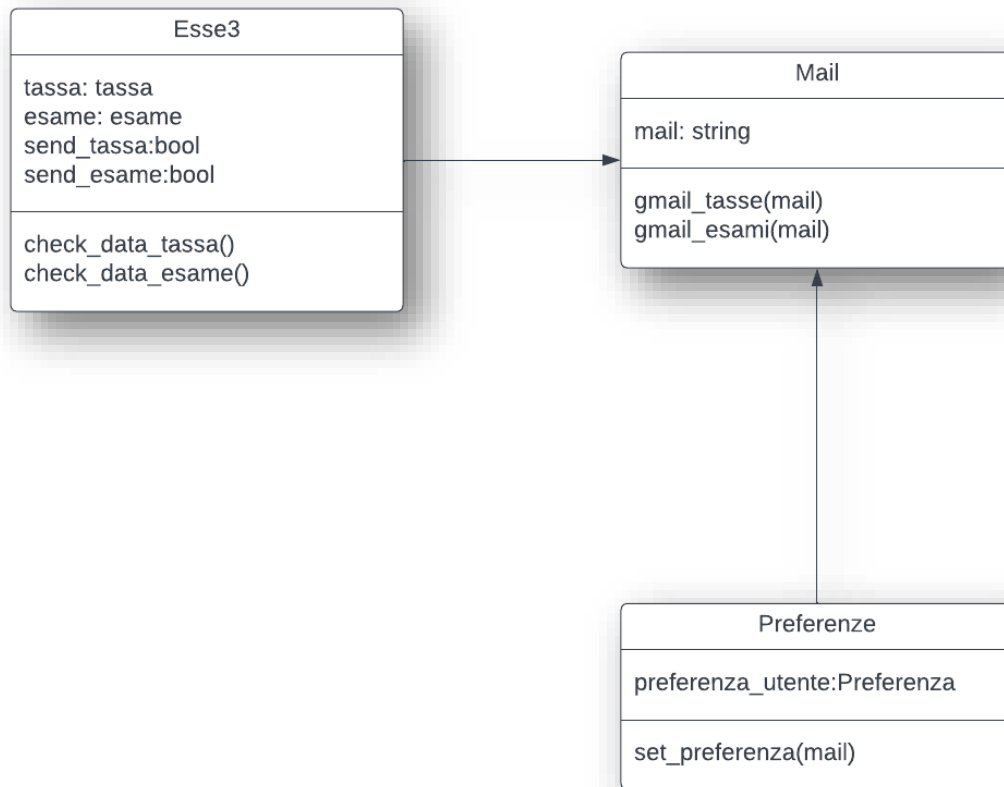 Esse3
tassa: tassa
esame: esame
send_tassa:bool
send_esame:bool
check_data_tassa()
check_data_esame()
Mail
mail: string
gmail_tasse(mail)
gmail_esami(mail)
Preferenze
preferenza_utente:Preferenza
set_preferenza(mail)